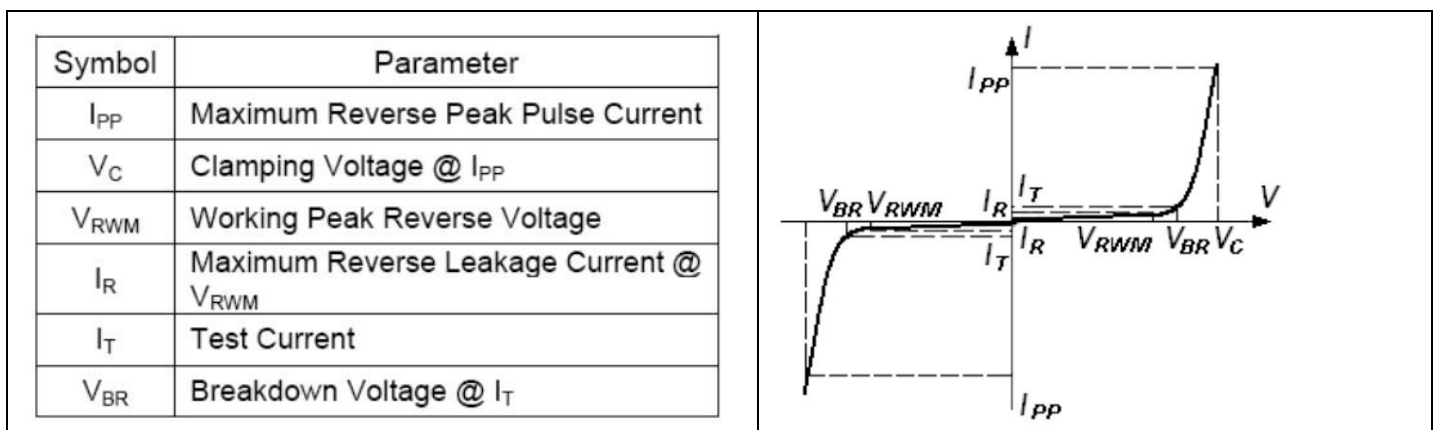 Symbol Parameter
IPP Maximum Reverse Peak Pulse Current
VC Clamping Voltage @ IPP
VRWM Working Peak Reverse Voltage
IR Maximum Reverse Leakage Current @
VRWM
IT Test Current
VBR Breakdown Voltage @ IT
I
IPP
VBR VRWM IR IT V
IT IR VRWM VBR VC
IPP